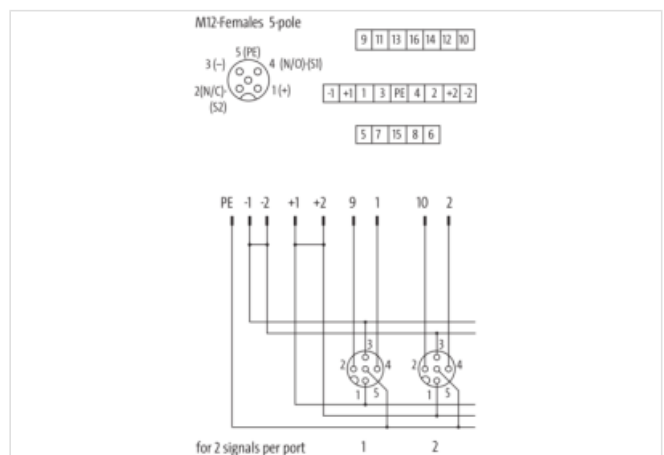 M12-Females 5-pole
9 11 13 16 14 12 10
5 (PE)
3 (–) 4 (N/O)-(S1)
2(N/C)- 1 (+)
(S2)
-1 +1 1 3 PE 4 2 +2 -2
5 7 15 8 6
PE -1 -2 +1 +2 9 1 10 2
3 3
2 4 2 4
1 5 1 5
for 2 signals per port 1 2